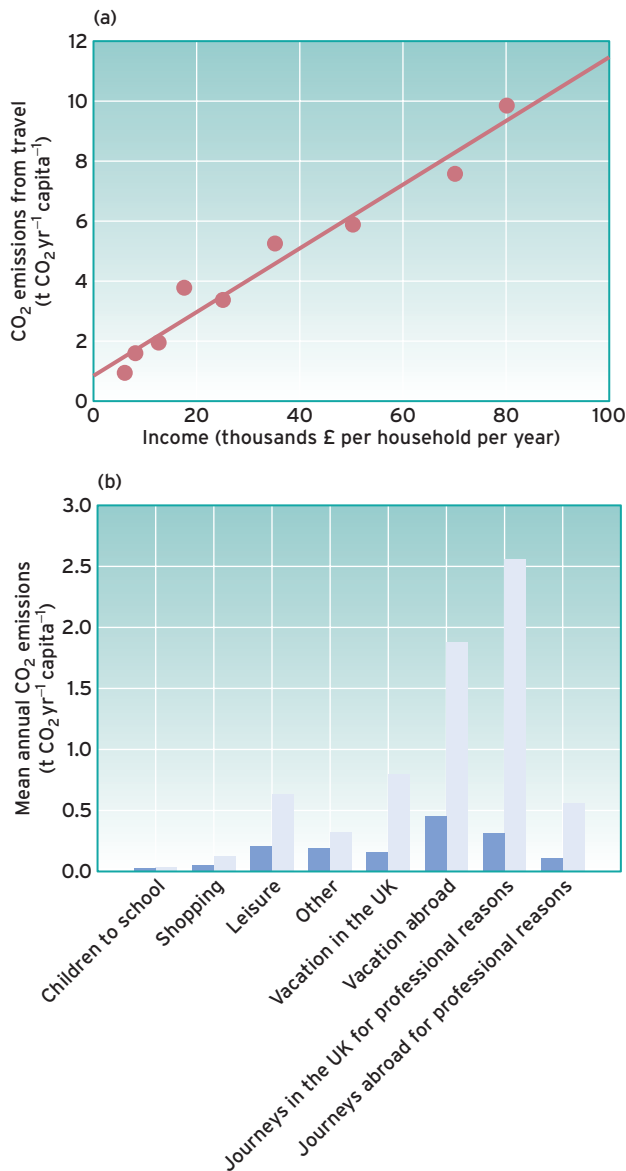 (a)
CO₂ emissions from travel
(t CO₂ yr⁻¹ capita⁻¹)
12
10
8
6
4
2
0
0 20 40 60 80 100
Income (thousands £ per household per year)
(b)
Mean annual CO₂ emissions
(t CO₂ yr⁻¹ capita⁻¹)
3.0
2.5
2.0
1.5
1.0
0.5
0.0
Children to school
Shopping
Leisure
Other
Vacation in the UK
Vacation abroad
Journeys in the UK for professional reasons
Journeys abroad for professional reasons